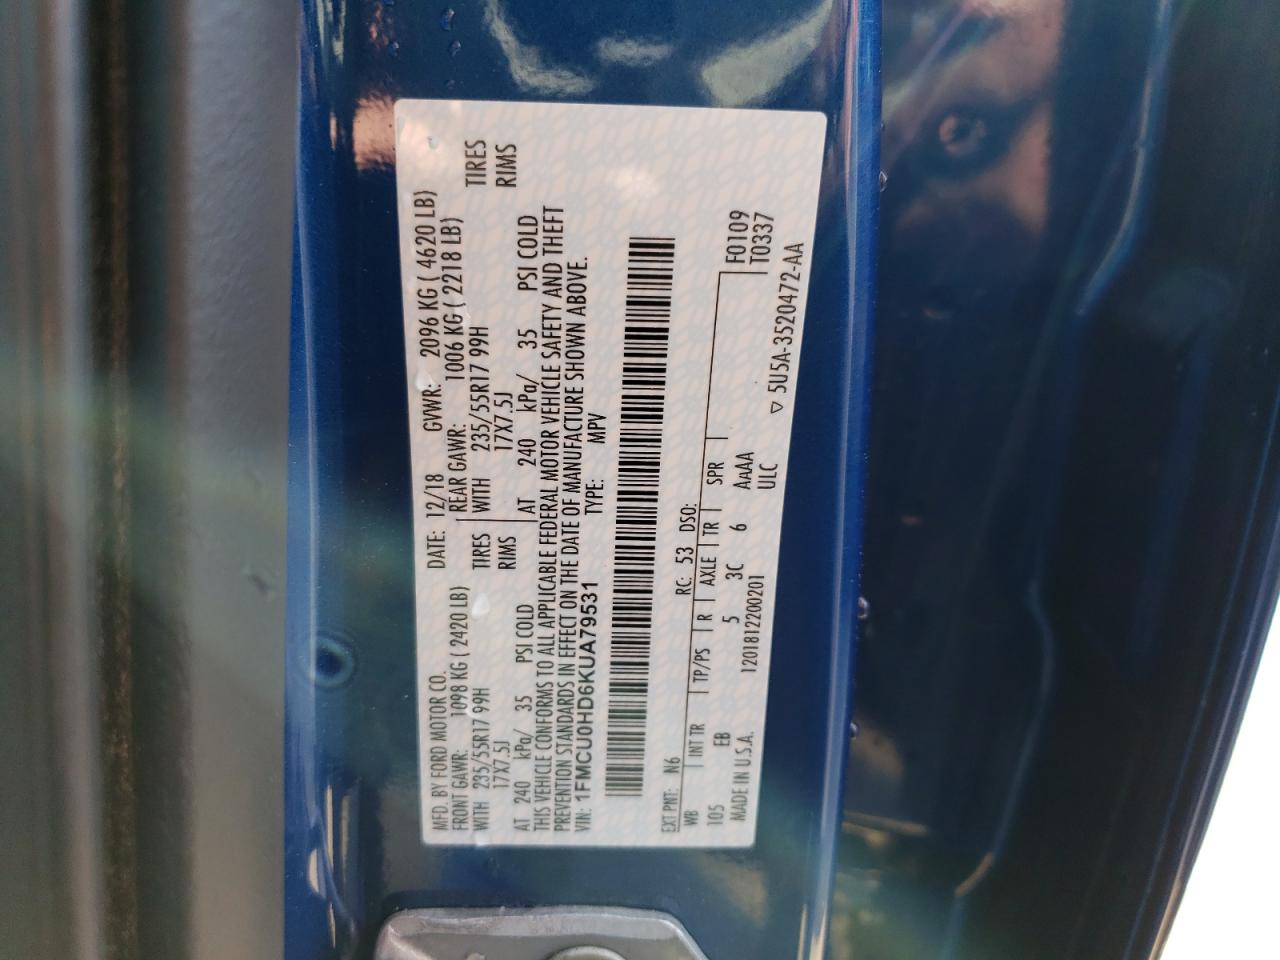 MFD. BY FORD MOTOR CO. DATE: 12/18 GVWR: 2096 KG ( 4620 LB)
FRONT GAWR: 1098 KG ( 2420 LB) REAR GAWR: 1006 KG ( 2218 LB)
WITH 235/55R17 99H TIRES WITH 235/55R17 99H TIRES
17X7.5J RIMS 17X7.5J RIMS
AT 240 kPa/ 35 PSI COLD AT 240 kPa/ 35 PSI COLD
THIS VEHICLE CONFORMS TO ALL APPLICABLE FEDERAL MOTOR VEHICLE SAFETY AND THEFT
PREVENTION STANDARDS IN EFFECT ON THE DATE OF MANUFACTURE SHOWN ABOVE.
VIN: 1FMCU0HD6KUA79531 TYPE: MPV
EXT PNT: N6 RC: 53 DSO:
WB INT TR TP/PS R AXLE TR SPR F0109
105 EB 5 3C 6 AAAA T0337
MADE IN U.S.A. 1201812200201 ULC
▽ 5U5A-3520472-AA